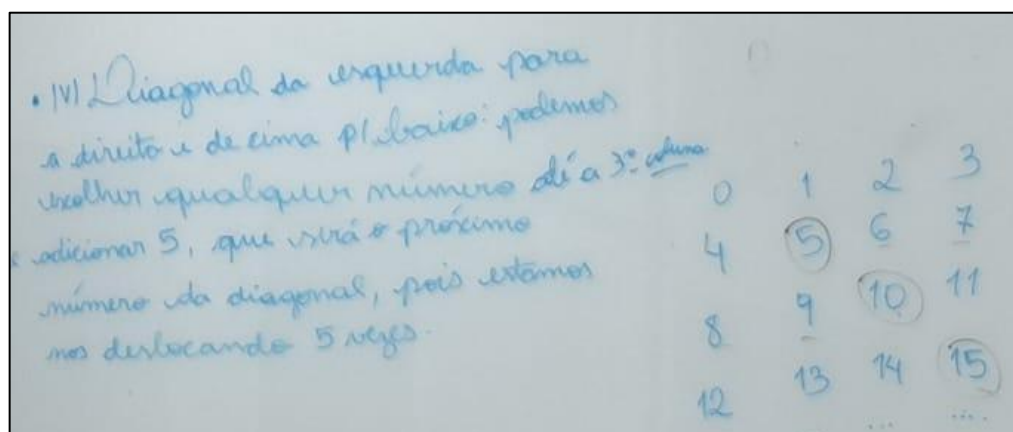 • IV) Diagonal da esquerda para
a direita e de cima p/ baixo: podemos
escolher qualquer número até a 3ª coluna
e adicionar 5, que será o próximo
número da diagonal, pois estamos
nos deslocando 5 vezes.
0 1 2 3
4 5 6 7
8 9 10 11
12 13 14 15
... ....